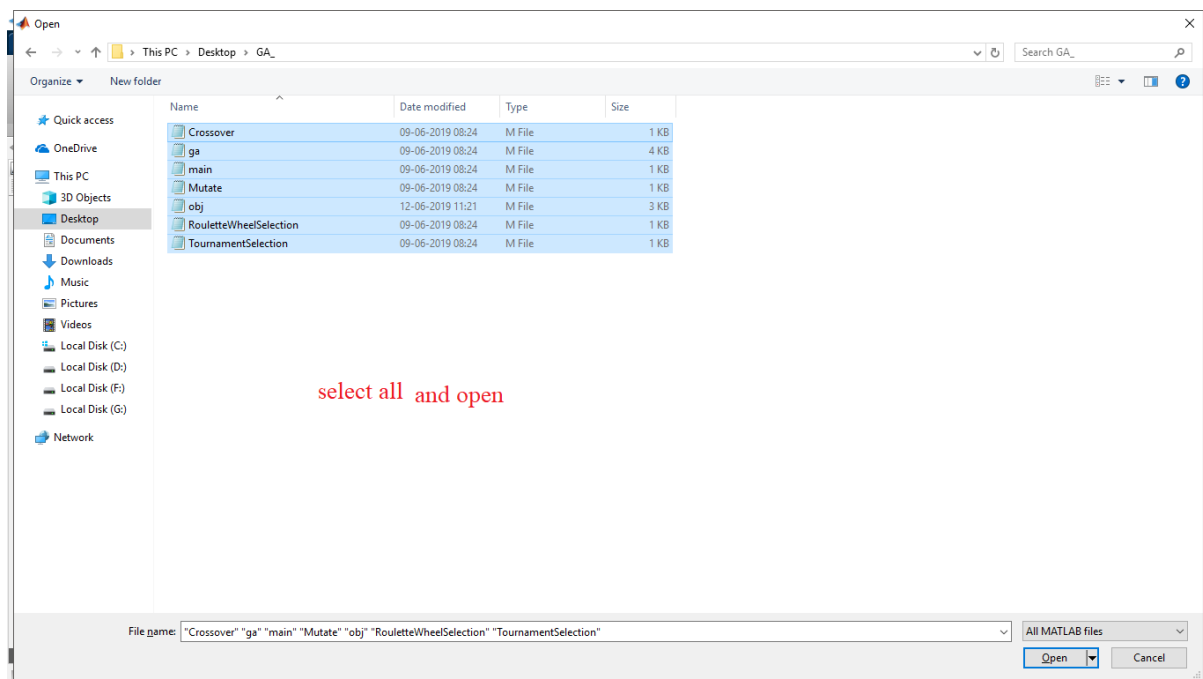 Open
This PC > Desktop > GA_
Search GA_
Organize
New folder
Name
Date modified
Type
Size
Crossover 09-06-2019 08:24 M File 1 KB
ga 09-06-2019 08:24 M File 4 KB
main 09-06-2019 08:24 M File 1 KB
Mutate 09-06-2019 08:24 M File 1 KB
obj 12-06-2019 11:21 M File 3 KB
RouletteWheelSelection 09-06-2019 08:24 M File 1 KB
TournamentSelection 09-06-2019 08:24 M File 1 KB
Quick access
OneDrive
This PC
3D Objects
Desktop
Documents
Downloads
Music
Pictures
Videos
Local Disk (C:)
Local Disk (D:)
Local Disk (F:)
Local Disk (G:)
Network
select all and open
File name: "Crossover" "ga" "main" "Mutate" "obj" "RouletteWheelSelection" "TournamentSelection"
All MATLAB files
Open
Cancel